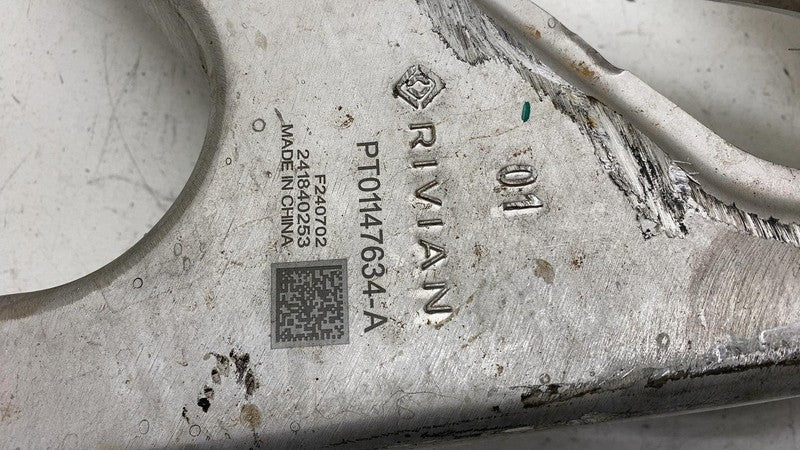 01
RIVIAN
PT01147634-A
F240702
241840253
MADE IN CHINA